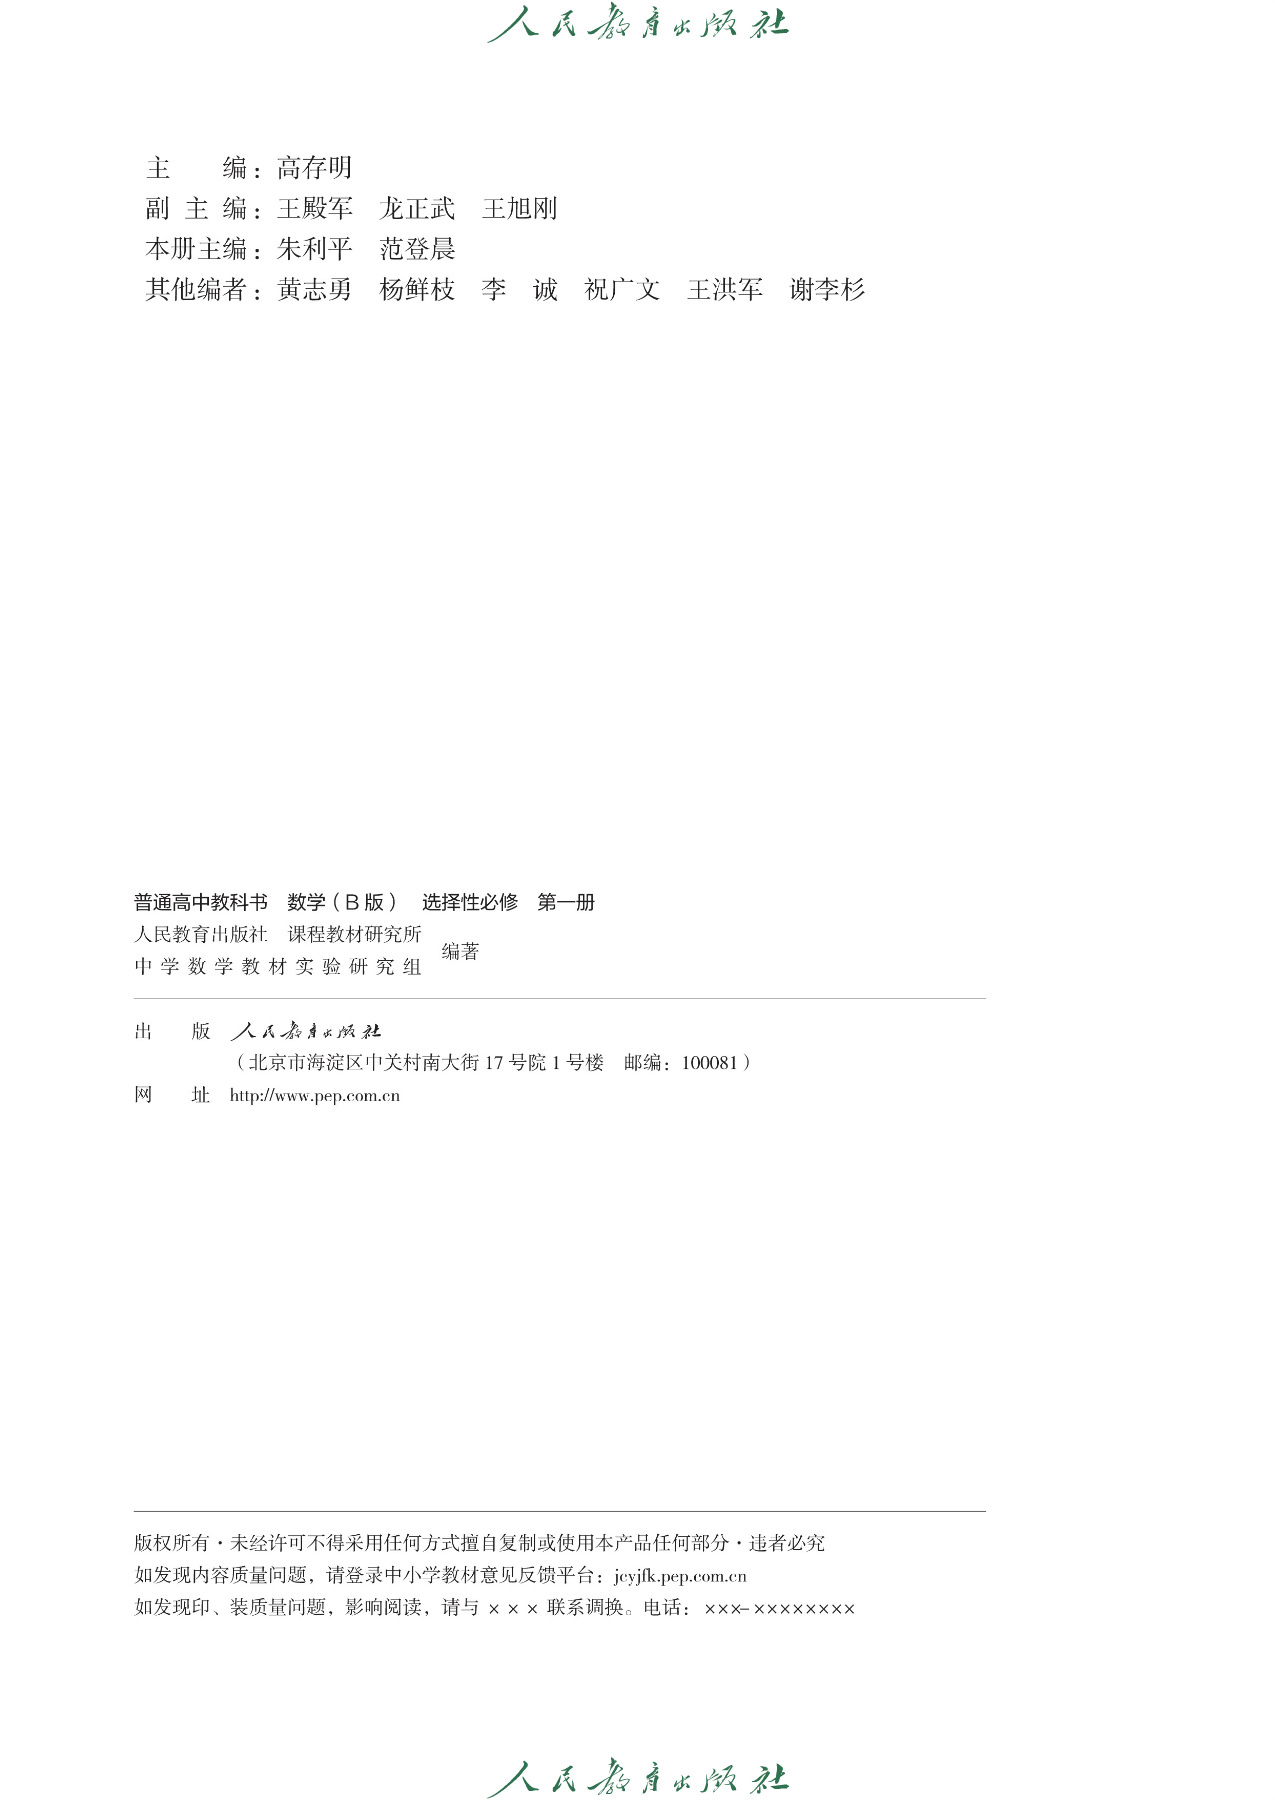 人民教育出版社
主　　编：高存明
副 主 编：王殿军　龙正武　王旭刚
本册主编：朱利平　范登晨
其他编者：黄志勇　杨鲜枝　李　诚　祝广文　王洪军　谢李杉
普通高中教科书　数学（B 版）　选择性必修　第一册
人民教育出版社　课程教材研究所
中学数学教材实验研究组
编著
出　　版　人民教育出版社
（北京市海淀区中关村南大街 17 号院 1 号楼　邮编：100081）
网　　址　http://www.pep.com.cn
版权所有·未经许可不得采用任何方式擅自复制或使用本产品任何部分·违者必究
如发现内容质量问题，请登录中小学教材意见反馈平台：jcyjfk.pep.com.cn
如发现印、装质量问题，影响阅读，请与 × × × 联系调换。电话：×××–××××××××
人民教育出版社